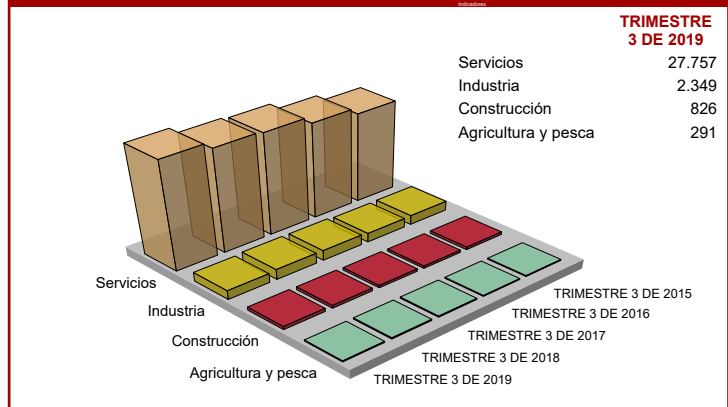 Indicadores
TRIMESTRE
3 DE 2019
Servicios 27.757
Industria 2.349
Construcción 826
Agricultura y pesca 291
Servicios
Industria
Construcción
Agricultura y pesca
TRIMESTRE 3 DE 2015
TRIMESTRE 3 DE 2016
TRIMESTRE 3 DE 2017
TRIMESTRE 3 DE 2018
TRIMESTRE 3 DE 2019